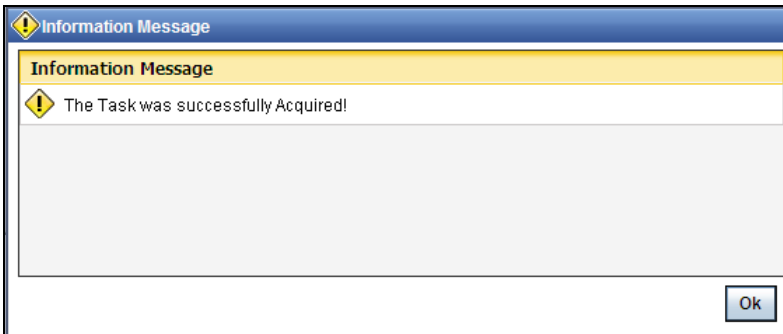 Information Message
Information Message
The Task was successfully Acquired!
Ok